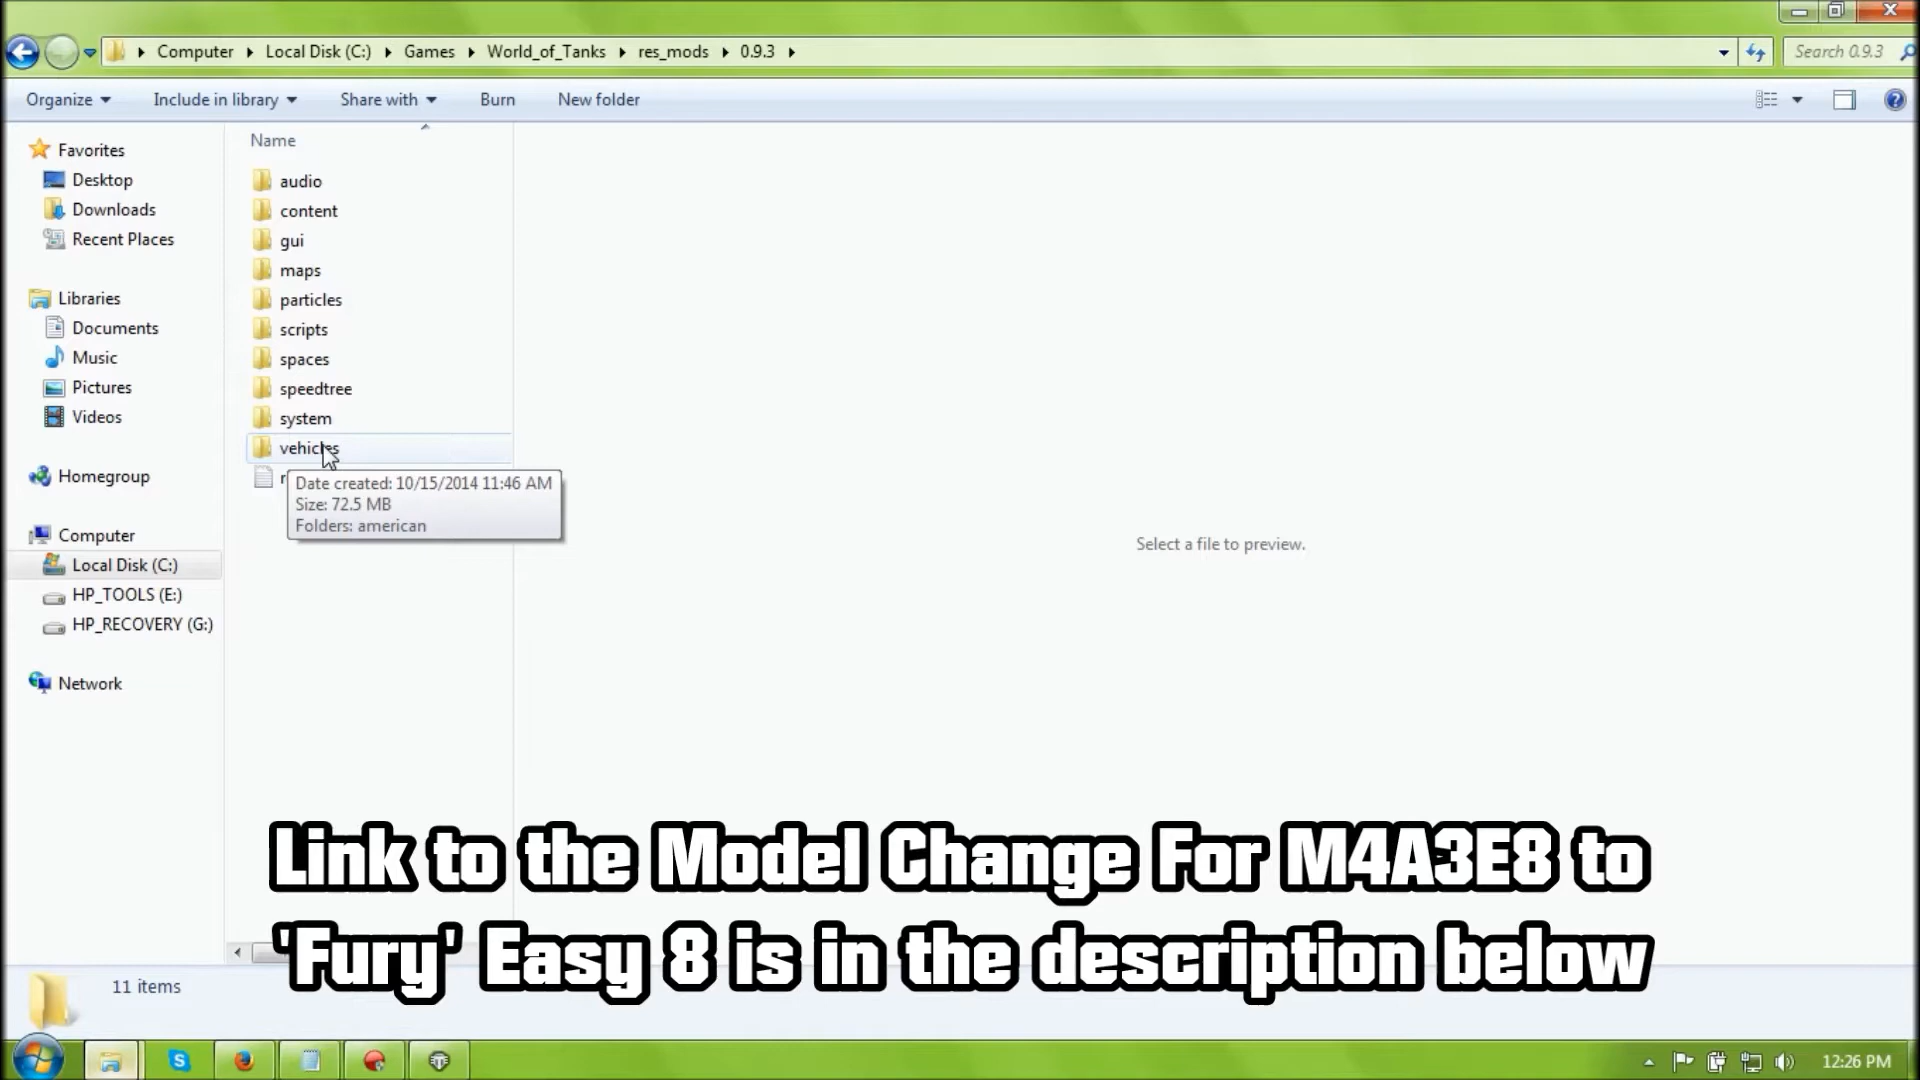 Computer Local Disk (C:) Games World_of_Tanks res_mods 0.9.3
Search 0.9.3
Organize Include in library Share with Burn New folder
Favorites
Desktop
Downloads
Recent Places
Libraries
Documents
Music
Pictures
Videos
Homegroup
Computer
Local Disk (C:)
HP_TOOLS (E:)
HP_RECOVERY (G:)
Network
Name
audio
content
gui
maps
particles
scripts
spaces
speedtree
system
vehicles
Date created: 10/15/2014 11:46 AM
Size: 72.5 MB
Folders: american
Select a file to preview.
Link to the Model Change For M4A3E8 to
'Fury' Easy 8 is in the description below
11 items
12:26 PM